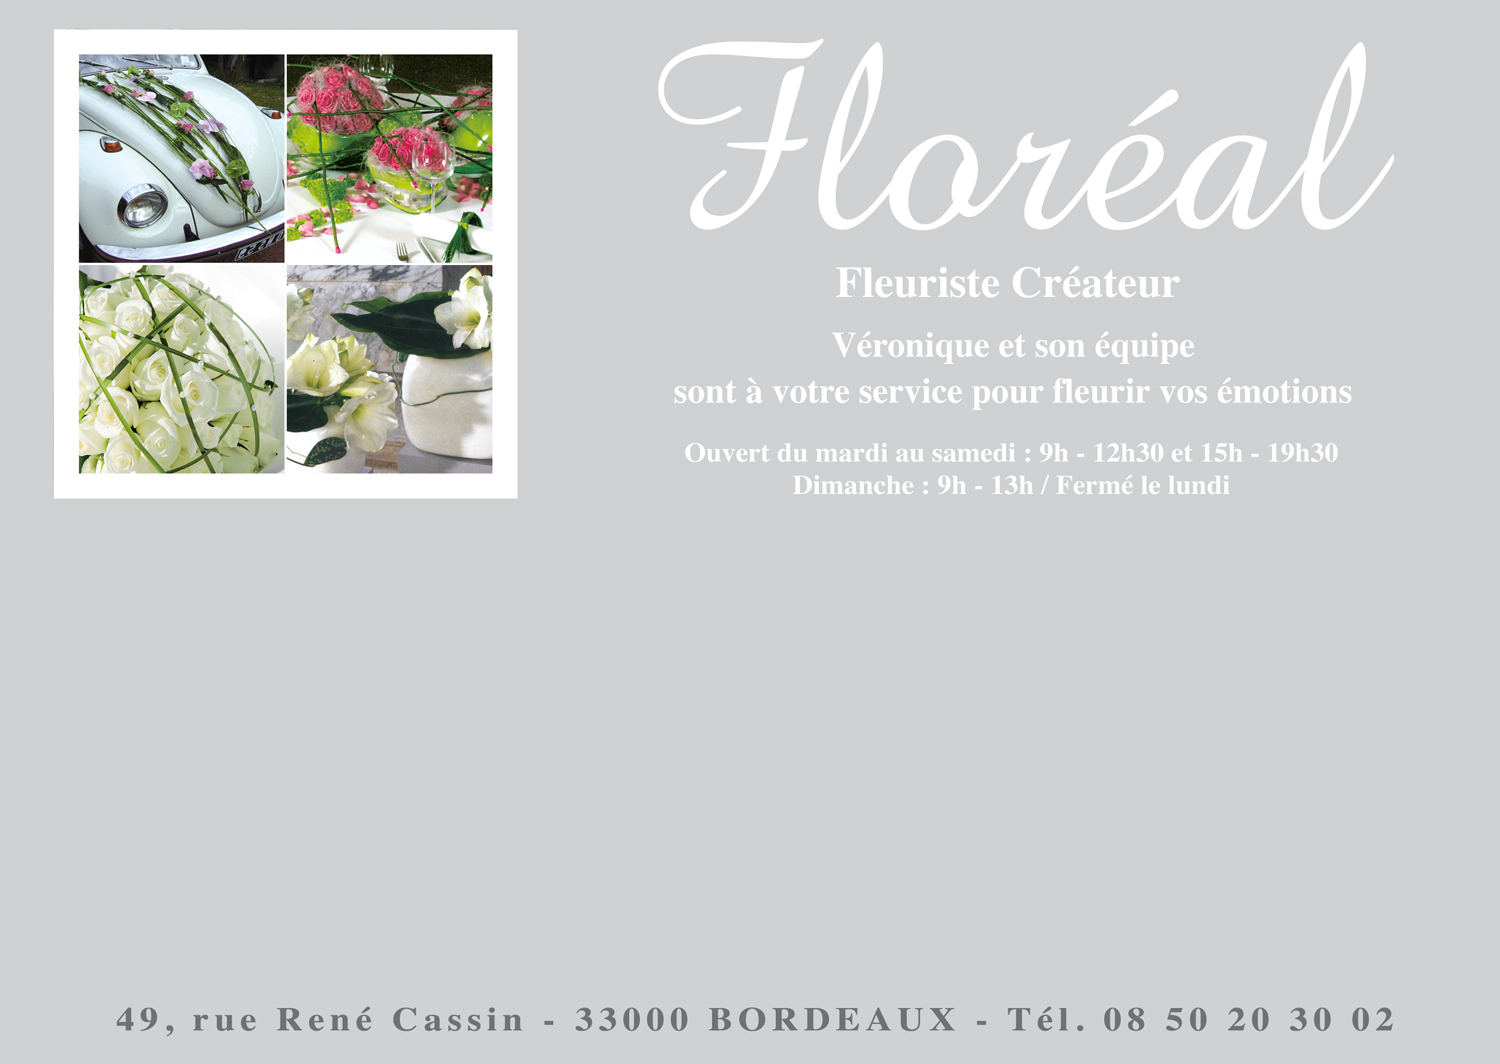 Floréal
Fleuriste Créateur
Véronique et son équipe
sont à votre service pour fleurir vos émotions
Ouvert du mardi au samedi : 9h - 12h30 et 15h - 19h30
Dimanche : 9h - 13h / Fermé le lundi
49, rue René Cassin - 33000 BORDEAUX - Tél. 08 50 20 30 02